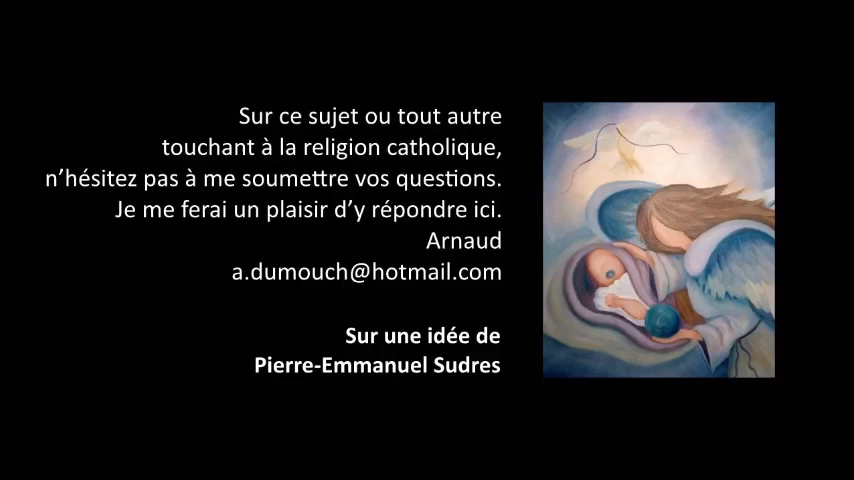 Sur ce sujet ou tout autre
touchant à la religion catholique,
n’hésitez pas à me soumettre vos questions.
Je me ferai un plaisir d’y répondre ici.
Arnaud
a.dumouch@hotmail.com
Sur une idée de
Pierre-Emmanuel Sudres